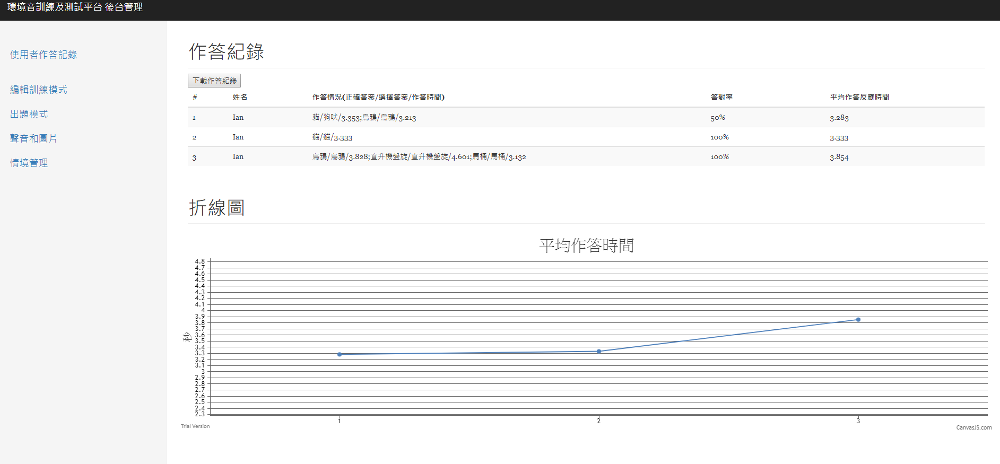 環境音訓練及測試平台 後台管理
使用者作答記錄
編輯訓練模式
出題模式
聲音和圖片
情境管理
作答紀錄
下載作答紀錄
# 姓名 作答情況(正確答案/選擇答案/作答時間) 答對率 平均作答反應時間
1 Ian 貓/狗吠/3.353;烏鴉/烏鴉/3.213 50% 3.283
2 Ian 貓/貓/3.333 100% 3.333
3 Ian 烏鴉/烏鴉/3.828;直升機盤旋/直升機盤旋/4.601;馬桶/馬桶/3.132 100% 3.854
折線圖
平均作答時間
秒
4.8
4.7
4.6
4.5
4.4
4.3
4.2
4.1
4
3.9
3.8
3.7
3.6
3.5
3.4
3.3
3.2
3.1
3
2.9
2.8
2.7
2.6
2.5
2.4
2.3
1 2 3
Trial Version
CanvasJS.com